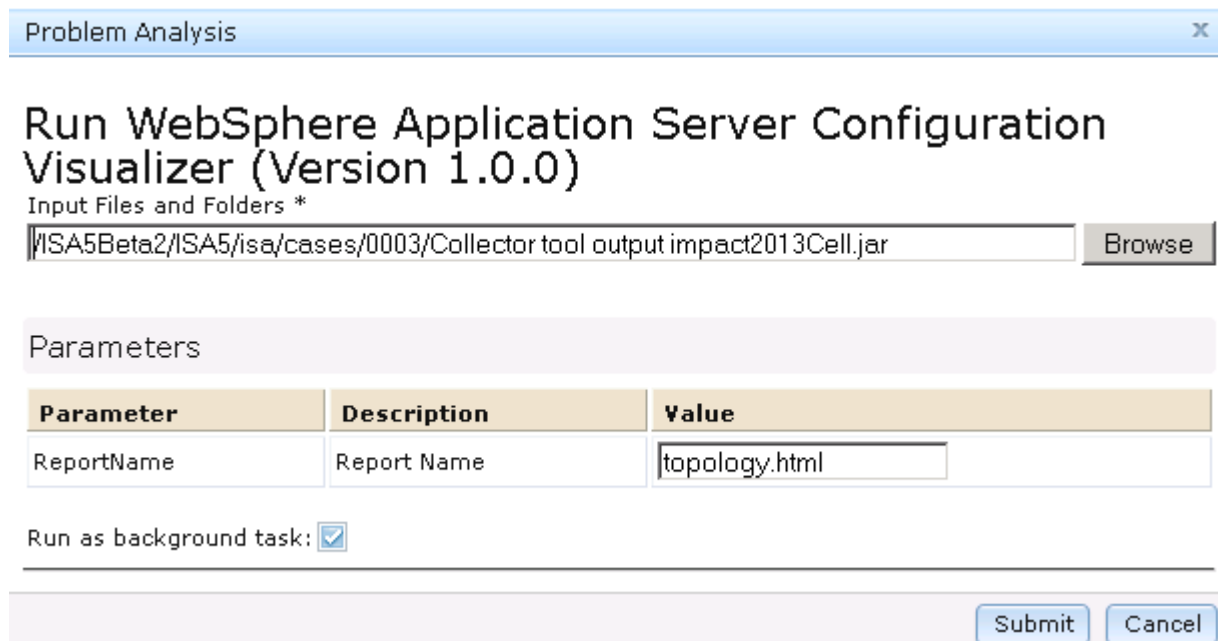 Problem Analysis x
Run WebSphere Application Server Configuration
Visualizer (Version 1.0.0)
Input Files and Folders *
/ISA5Beta2/ISA5/isa/cases/0003/Collector tool output impact2013Cell.jar Browse
Parameters
Parameter Description Value
ReportName Report Name topology.html
Run as background task:
Submit Cancel